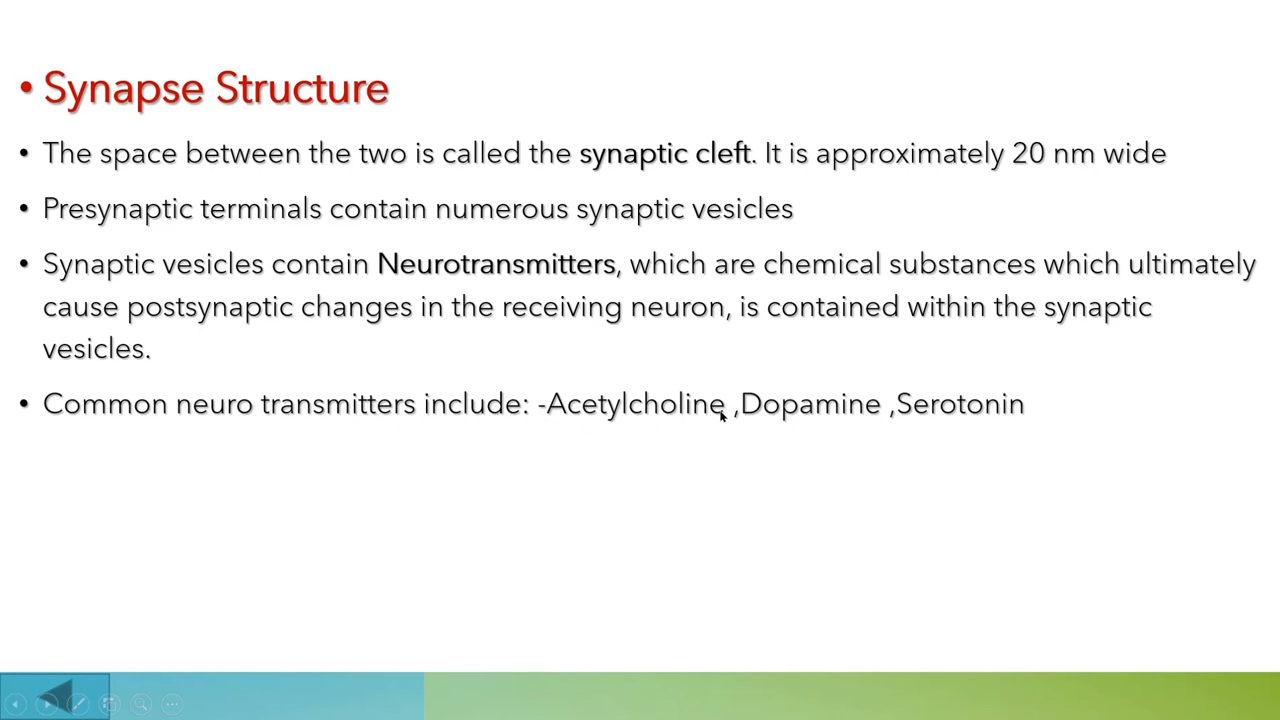 • Synapse Structure
• The space between the two is called the synaptic cleft. It is approximately 20 nm wide
• Presynaptic terminals contain numerous synaptic vesicles
• Synaptic vesicles contain Neurotransmitters, which are chemical substances which ultimately
cause postsynaptic changes in the receiving neuron, is contained within the synaptic
vesicles.
• Common neuro transmitters include: -Acetylcholine ,Dopamine ,Serotonin